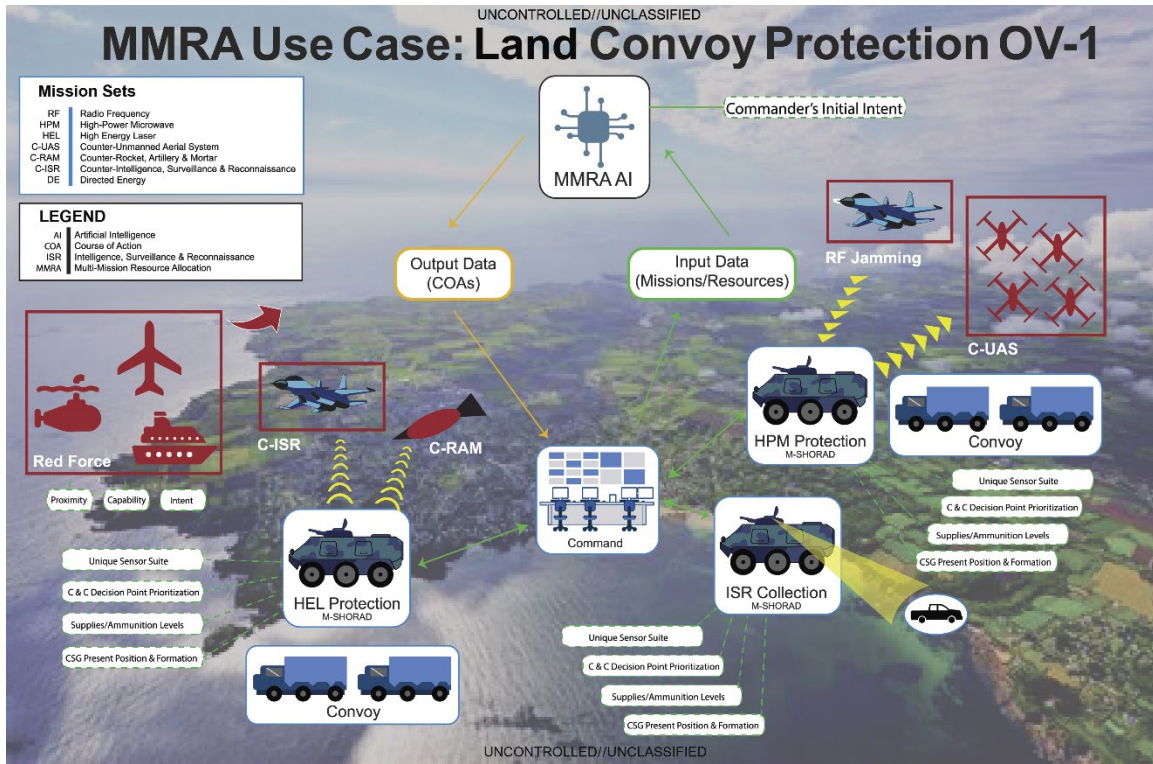 UNCONTROLLED//UNCLASSIFIED
MMRA Use Case: Land Convoy Protection OV-1
Mission Sets
RF Radio Frequency
HPM High-Power Microwave
HEL High Energy Laser
C-UAS Counter-Unmanned Aerial System
C-RAM Counter-Rocket, Artillery & Mortar
C-ISR Counter-Intelligence, Surveillance & Reconnaissance
DE Directed Energy
LEGEND
AI Artificial Intelligence
COA Course of Action
ISR Intelligence, Surveillance & Reconnaissance
MMRA Multi-Mission Resource Allocation
MMRA AI
Commander's Initial Intent
Output Data
(COAs)
Input Data
(Missions/Resources)
RF Jamming
C-UAS
Red Force
Proximity
Capability
Intent
C-ISR
C-RAM
HPM Protection
M-SHORAD
Convoy
Unique Sensor Suite
C & C Decision Point Prioritization
Supplies/Ammunition Levels
CSG Present Position & Formation
Command
HEL Protection
M-SHORAD
Unique Sensor Suite
C & C Decision Point Prioritization
Supplies/Ammunition Levels
CSG Present Position & Formation
Convoy
ISR Collection
M-SHORAD
Unique Sensor Suite
C & C Decision Point Prioritization
Supplies/Ammunition Levels
CSG Present Position & Formation
UNCONTROLLED//UNCLASSIFIED